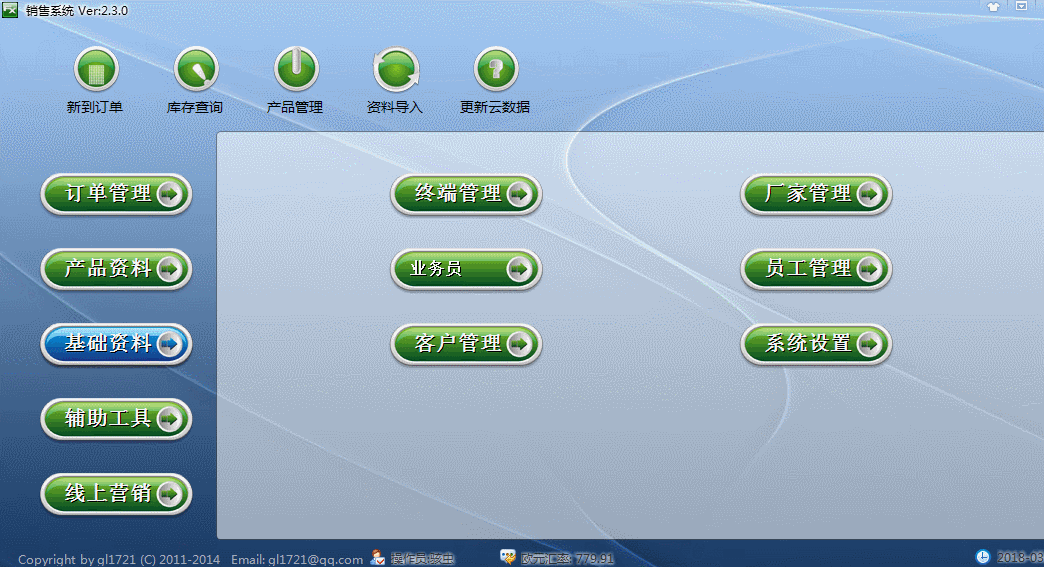 销售系统 Ver:2.3.0
新到订单 库存查询 产品管理 资料导入 更新云数据
订单管理 终端管理 厂家管理
产品资料 业务员 员工管理
基础资料 客户管理 系统设置
辅助工具
线上营销
Copyright by gl1721 (C) 2011-2014 Email: gl1721@qq.com 操作员 欧元汇率: 779.91 2018-03